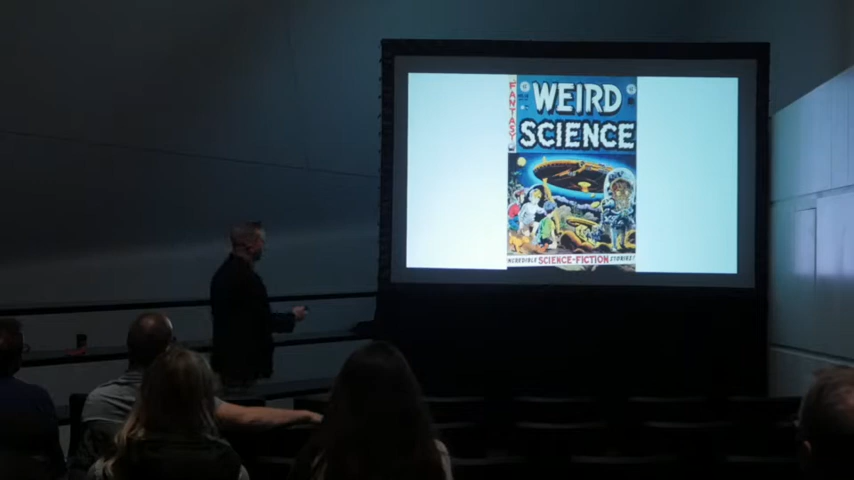 FANTASY
WEIRD
SCIENCE
INCREDIBLE SCIENCE-FICTION STORIES!